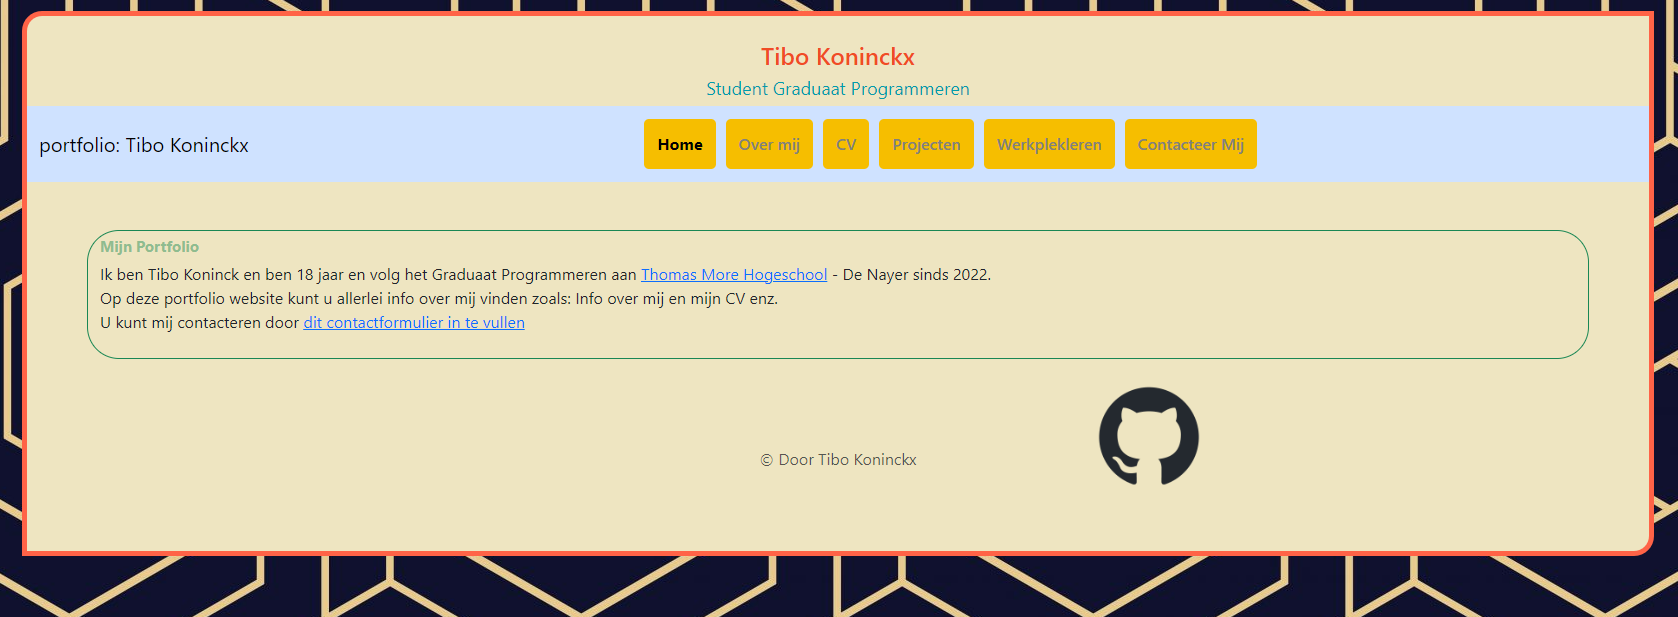 Tibo Koninckx
Student Graduaat Programmeren
portfolio: Tibo Koninckx
Home Over mij CV Projecten Werkplekleren Contacteer Mij
Mijn Portfolio
Ik ben Tibo Koninck en ben 18 jaar en volg het Graduaat Programmeren aan Thomas More Hogeschool - De Nayer sinds 2022.
Op deze portfolio website kunt u allerlei info over mij vinden zoals: Info over mij en mijn CV enz.
U kunt mij contacteren door dit contactformulier in te vullen
© Door Tibo Koninckx